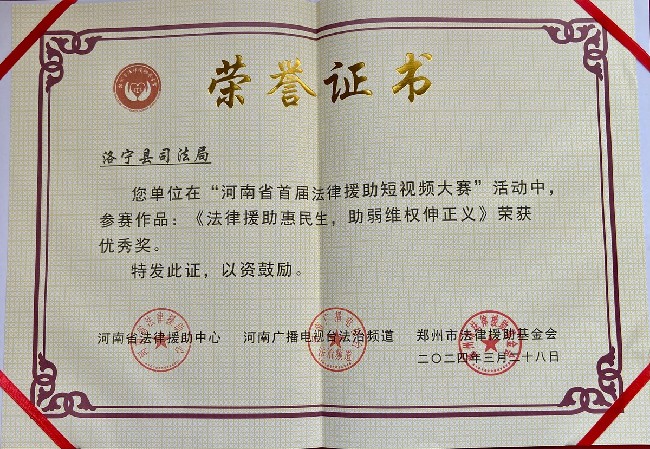 荣誉证书
洛宁县司法局
您单位在“河南省首届法律援助短视频大赛”活动中，
参赛作品：《法律援助惠民生，助弱维权伸正义》荣获
优秀奖。
特发此证，以资鼓励。
河南省法律援助中心 河南广播电视台法治频道 郑州市法律援助基金会
二〇二四年三月二十八日